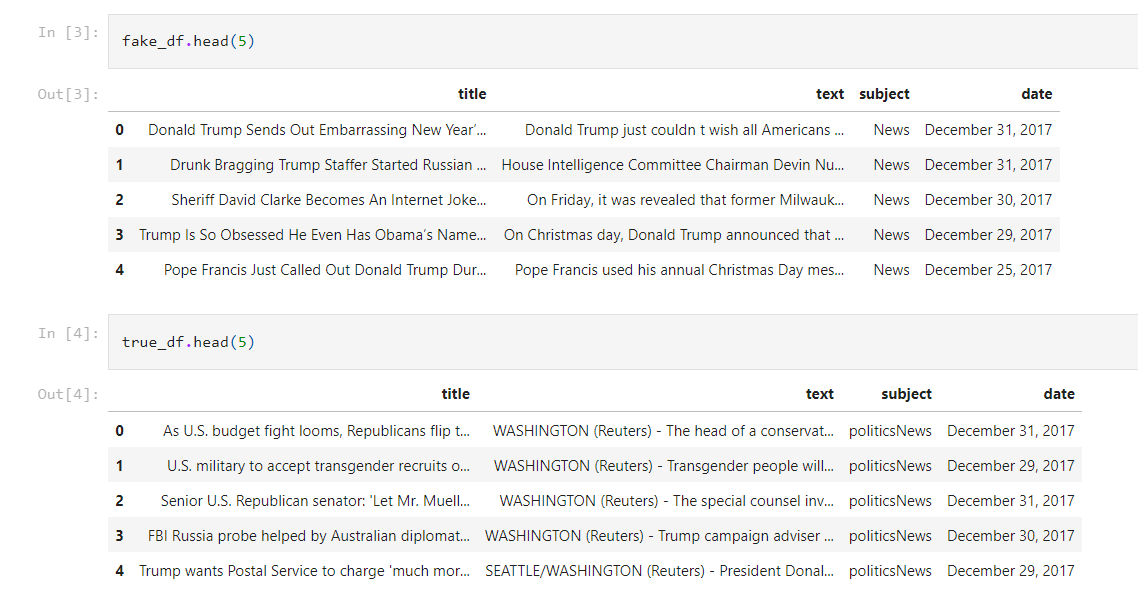 In [3]: fake_df.head(5)
Out[3]: title text subject date
0 Donald Trump Sends Out Embarrassing New Year’... Donald Trump just couldn t wish all Americans ... News December 31, 2017
1 Drunk Bragging Trump Staffer Started Russian ... House Intelligence Committee Chairman Devin Nu... News December 31, 2017
2 Sheriff David Clarke Becomes An Internet Joke... On Friday, it was revealed that former Milwauk... News December 30, 2017
3 Trump Is So Obsessed He Even Has Obama’s Name... On Christmas day, Donald Trump announced that ... News December 29, 2017
4 Pope Francis Just Called Out Donald Trump Dur... Pope Francis used his annual Christmas Day mes... News December 25, 2017
In [4]: true_df.head(5)
Out[4]: title text subject date
0 As U.S. budget fight looms, Republicans flip t... WASHINGTON (Reuters) - The head of a conservat... politicsNews December 31, 2017
1 U.S. military to accept transgender recruits o... WASHINGTON (Reuters) - Transgender people will... politicsNews December 29, 2017
2 Senior U.S. Republican senator: 'Let Mr. Muell... WASHINGTON (Reuters) - The special counsel inv... politicsNews December 31, 2017
3 FBI Russia probe helped by Australian diplomat... WASHINGTON (Reuters) - Trump campaign adviser ... politicsNews December 30, 2017
4 Trump wants Postal Service to charge 'much mor... SEATTLE/WASHINGTON (Reuters) - President Donal... politicsNews December 29, 2017